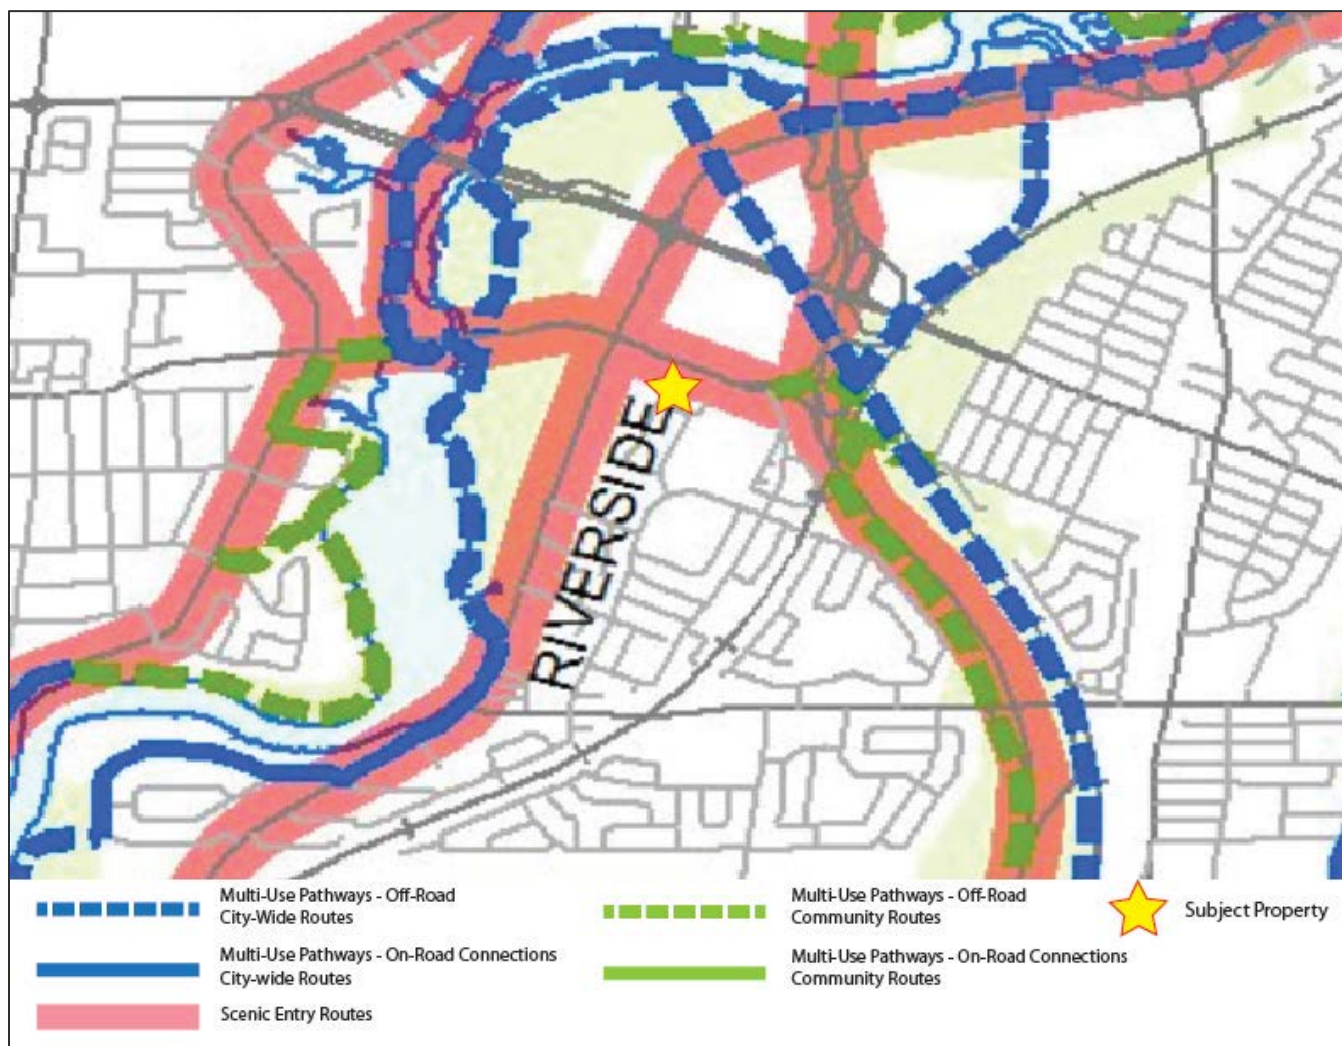 RIVERSIDE
Multi-Use Pathways - Off-Road
City-Wide Routes
Multi-Use Pathways - On-Road Connections
City-wide Routes
Scenic Entry Routes
Multi-Use Pathways - Off-Road
Community Routes
Multi-Use Pathways - On-Road Connections
Community Routes
Subject Property